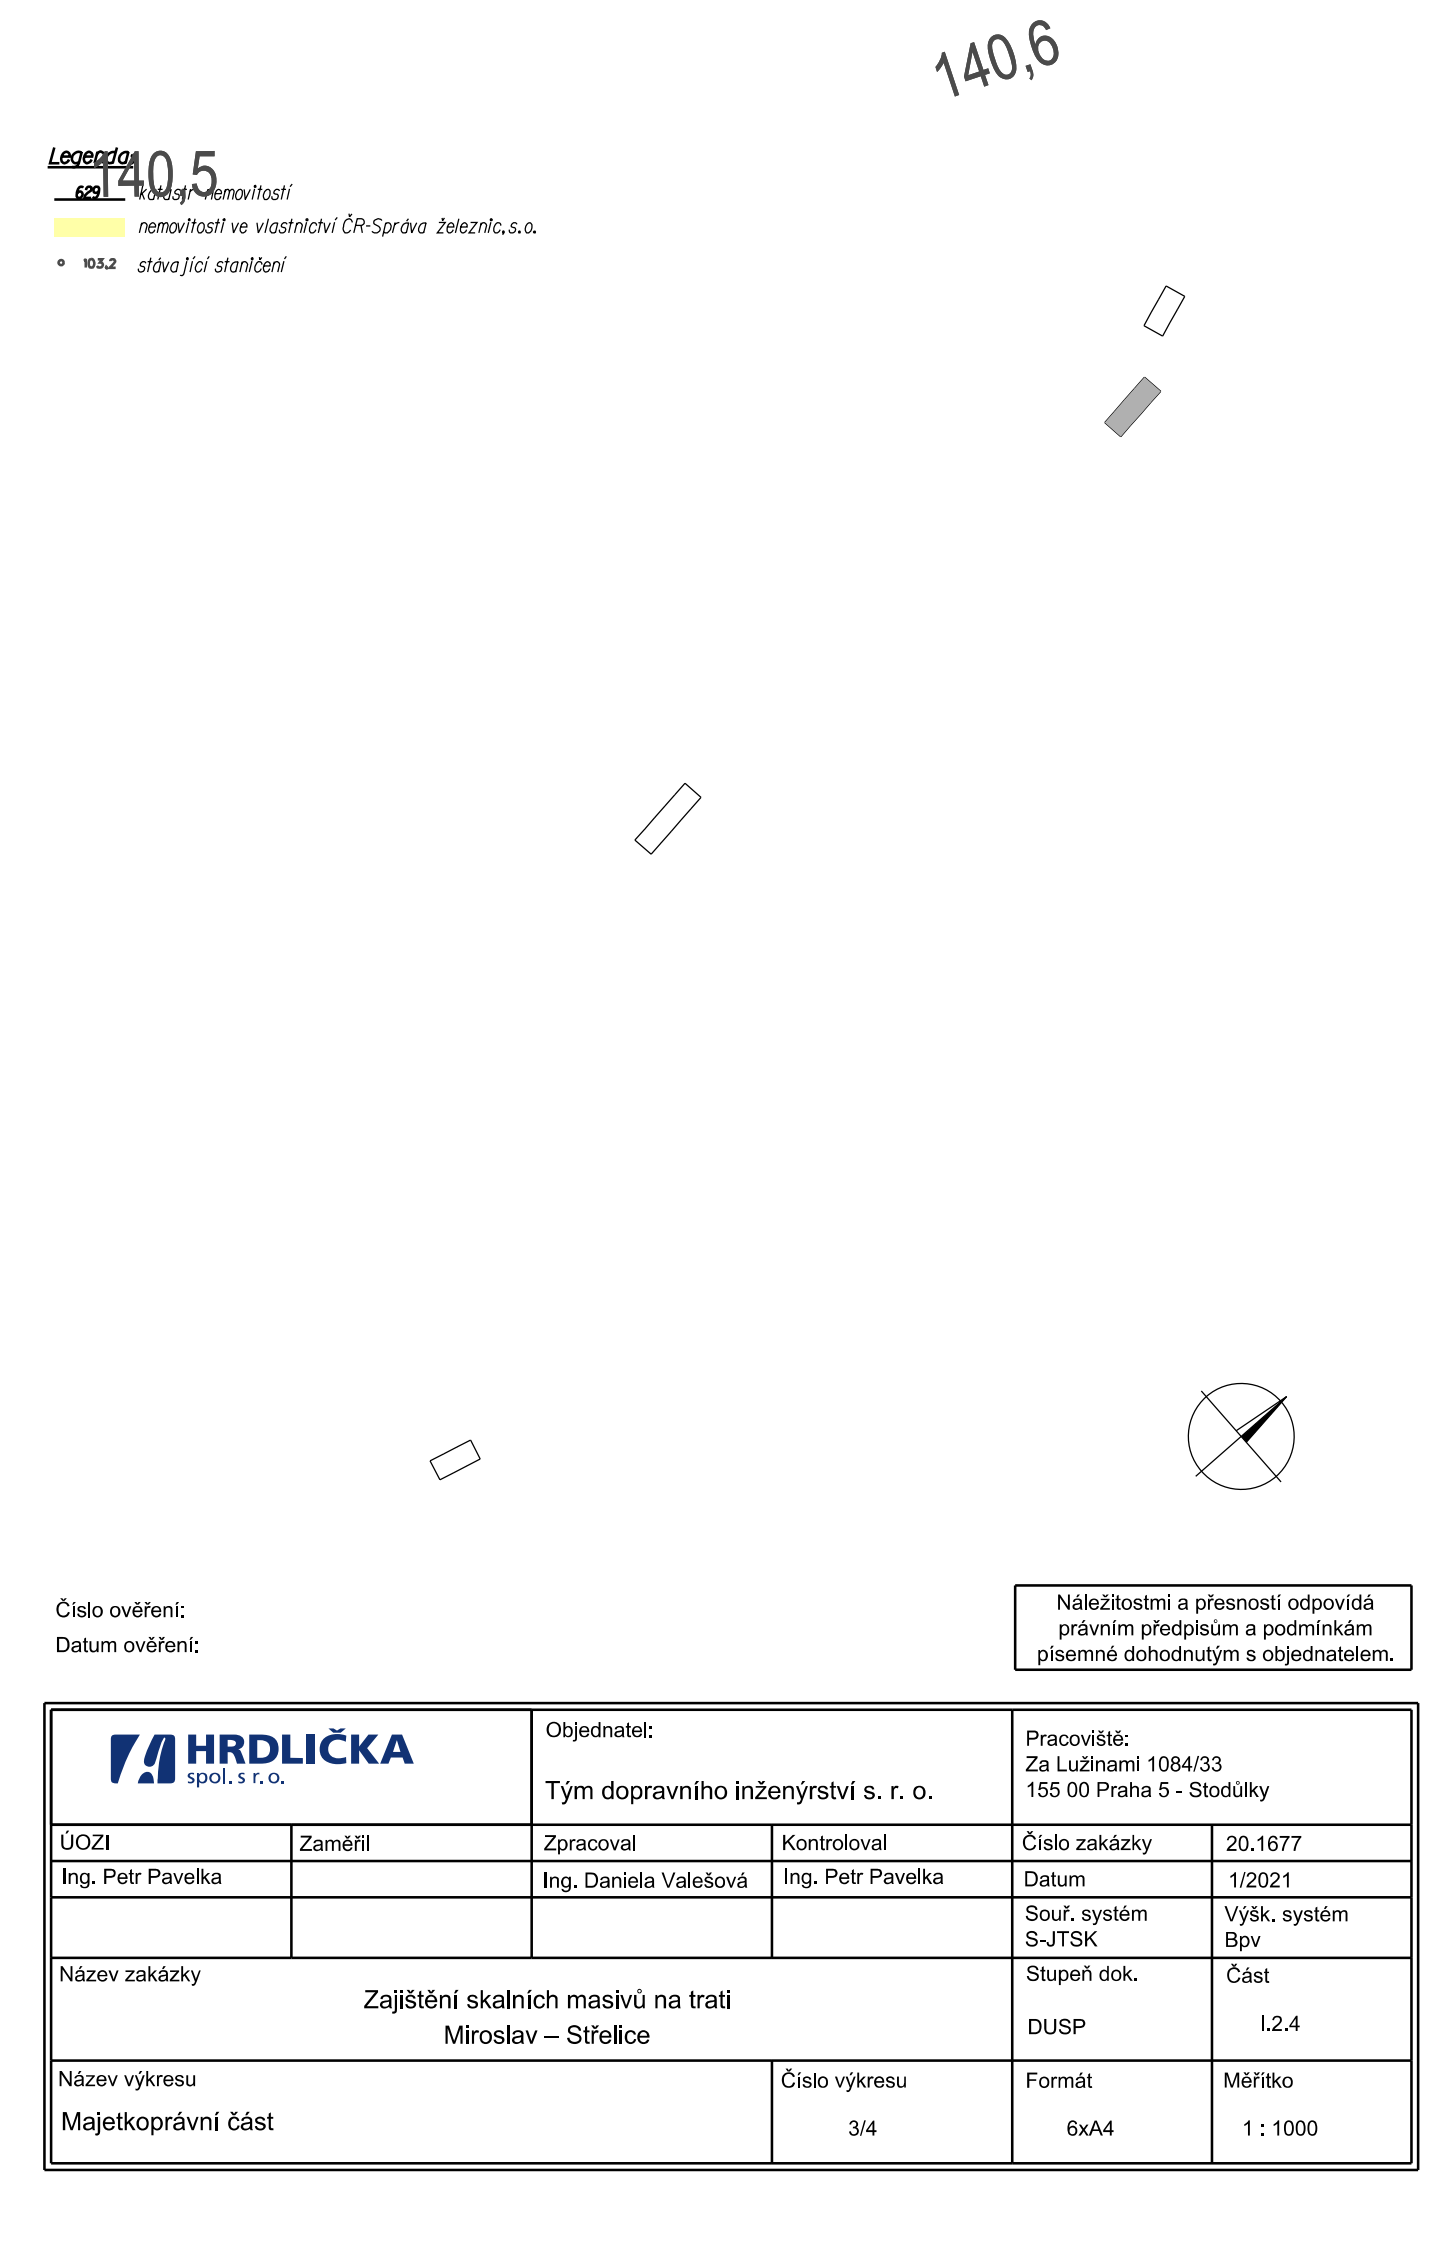 140,6
Legenda:
140,5
629 katastr nemovitostí
nemovitosti ve vlastnictví ČR-Správa železnic,s.o.
103,2 stávající staničení
Číslo ověření:
Datum ověření:
Náležitostmi a přesností odpovídá
právním předpisům a podmínkám
písemné dohodnutým s objednatelem.
HRDLIČKA
spol. s r. o.
Objednatel:
Tým dopravního inženýrství s. r. o.
Pracoviště:
Za Lužinami 1084/33
155 00 Praha 5 - Stodůlky
ÚOZI Zaměřil Zpracoval Kontroloval Číslo zakázky 20.1677
Ing. Petr Pavelka Ing. Daniela Valešová Ing. Petr Pavelka Datum 1/2021
Souř. systém Výšk. systém
S-JTSK Bpv
Název zakázky
Zajištění skalních masivů na trati
Miroslav – Střelice
Stupeň dok. Část
DUSP I.2.4
Název výkresu Číslo výkresu Formát Měřítko
Majetkoprávní část 3/4 6xA4 1 : 1000